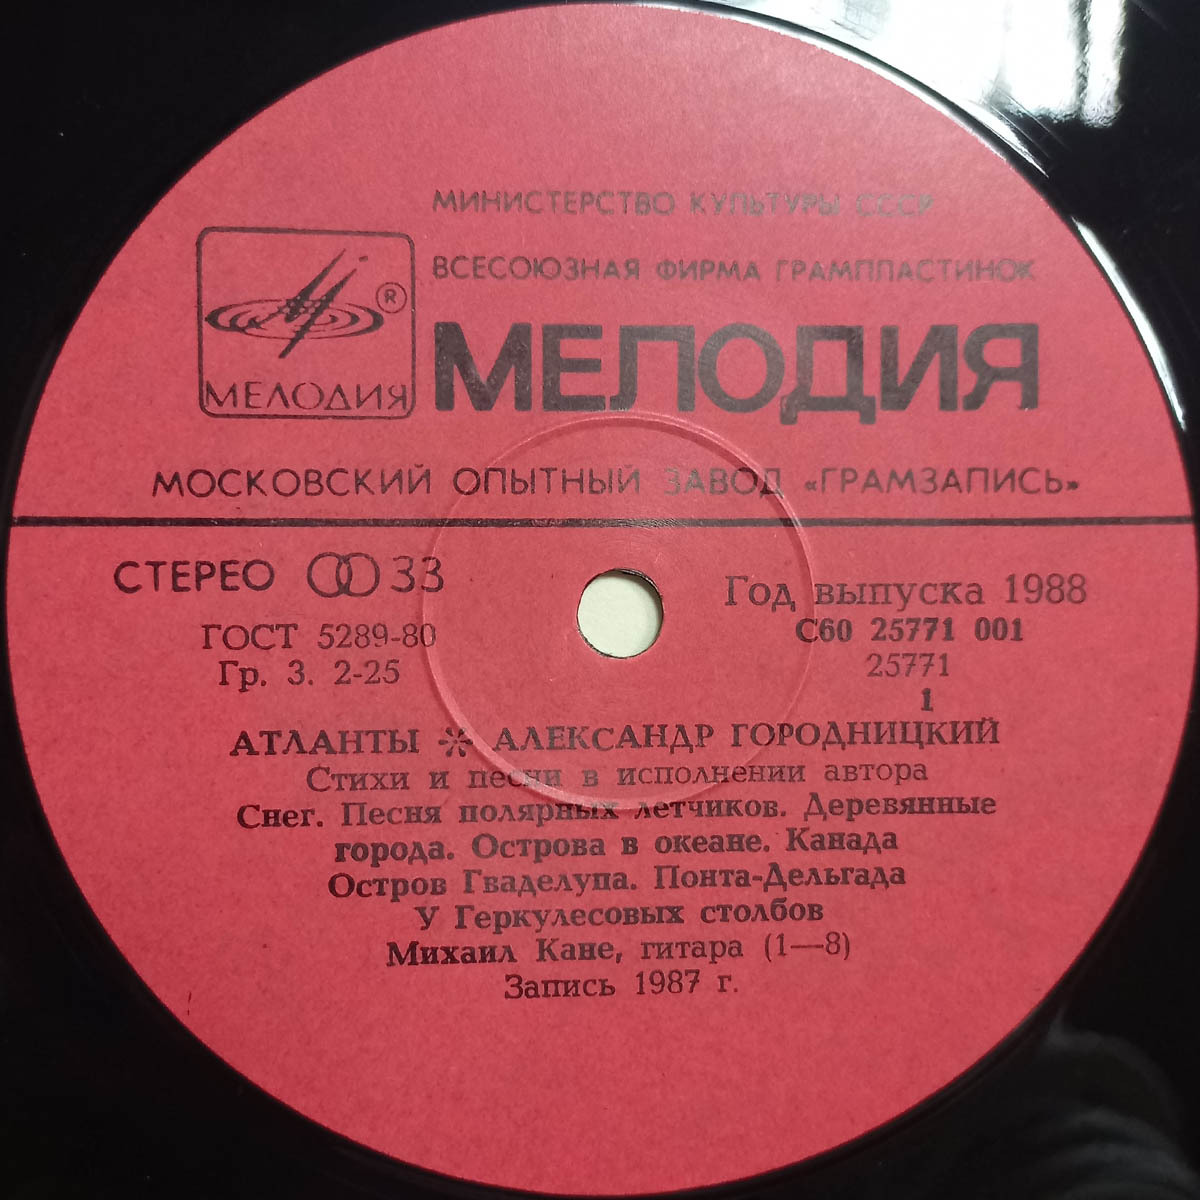 МИНИСТЕРСТВО КУЛЬТУРЫ СССР
ВСЕСОЮЗНАЯ ФИРМА ГРАМПЛАСТИНОК
®
МЕЛОДИЯ
МЕЛОДИЯ
МОСКОВСКИЙ ОПЫТНЫЙ ЗАВОД «ГРАМЗАПИСЬ»
СТЕРЕО 33
ГОСТ 5289-80
Гр. 3. 2-25
Год выпуска 1988
С60 25771 001
25771
1
АТЛАНТЫ * АЛЕКСАНДР ГОРОДНИЦКИЙ
Стихи и песни в исполнении автора
Снег. Песня полярных летчиков. Деревянные
города. Острова в океане. Канада
Остров Гваделупа. Понта-Дельгада
У Геркулесовых столбов
Михаил Кане, гитара (1—8)
Запись 1987 г.